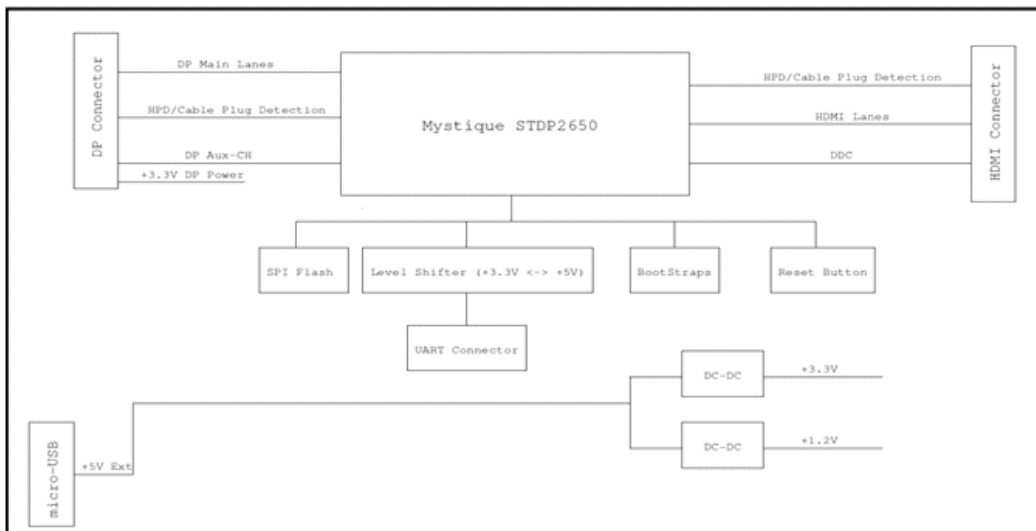 DP Connector
DP Main Lanes
HPD/Cable Plug Detection
DP Aux-CH
+3.3V DP Power
Mystique STDP2650
HPD/Cable Plug Detection
HDMI Lanes
DDC
HDMI Connector
SPI Flash
Level Shifter (+3.3V <-> +5V)
BootStraps
Reset Button
UART Connector
micro-USB
+5V Ext
DC-DC
+3.3V
DC-DC
+1.2V